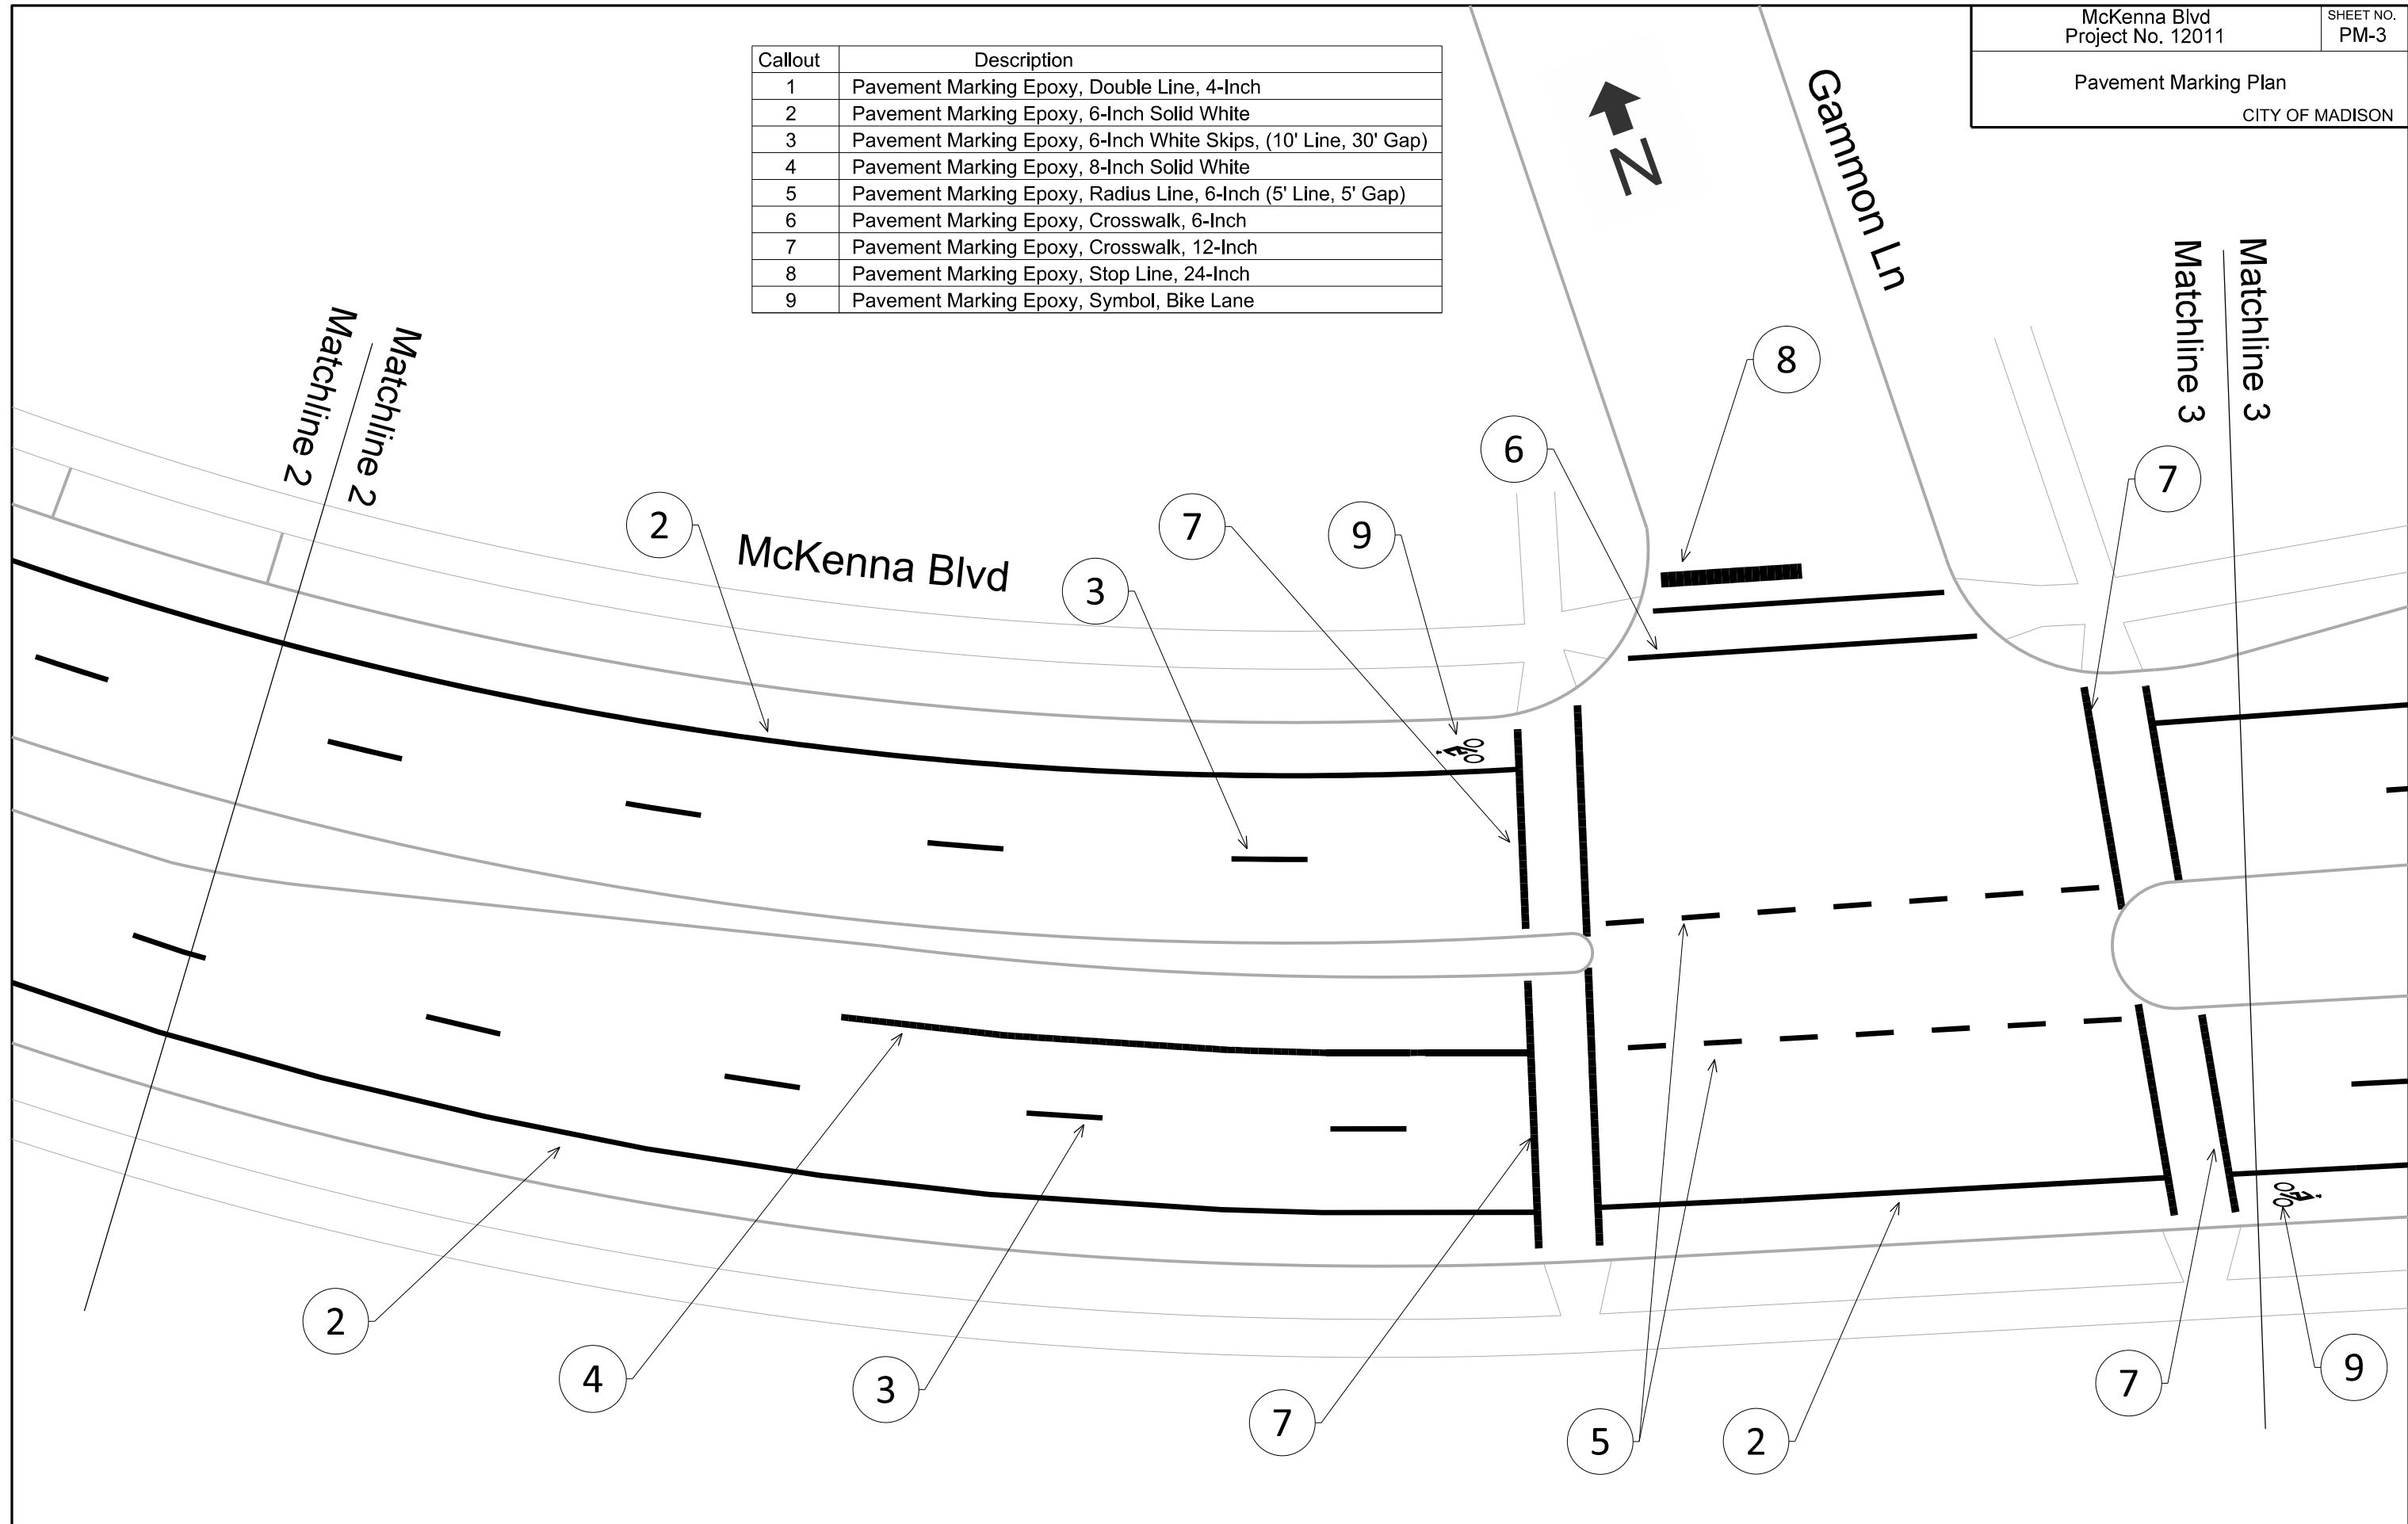 McKenna Blvd
Project No. 12011
SHEET NO.
PM-3
Pavement Marking Plan
CITY OF MADISON
Callout Description
1 Pavement Marking Epoxy, Double Line, 4-Inch
2 Pavement Marking Epoxy, 6-Inch Solid White
3 Pavement Marking Epoxy, 6-Inch White Skips, (10' Line, 30' Gap)
4 Pavement Marking Epoxy, 8-Inch Solid White
5 Pavement Marking Epoxy, Radius Line, 6-Inch (5' Line, 5' Gap)
6 Pavement Marking Epoxy, Crosswalk, 6-Inch
7 Pavement Marking Epoxy, Crosswalk, 12-Inch
8 Pavement Marking Epoxy, Stop Line, 24-Inch
9 Pavement Marking Epoxy, Symbol, Bike Lane
N
Gammon Ln
Matchline 3
Matchline 3
Matchline 2
Matchline 2
8
6
7
2
7
9
McKenna Blvd
3
2
4
3
7
5
2
7
9